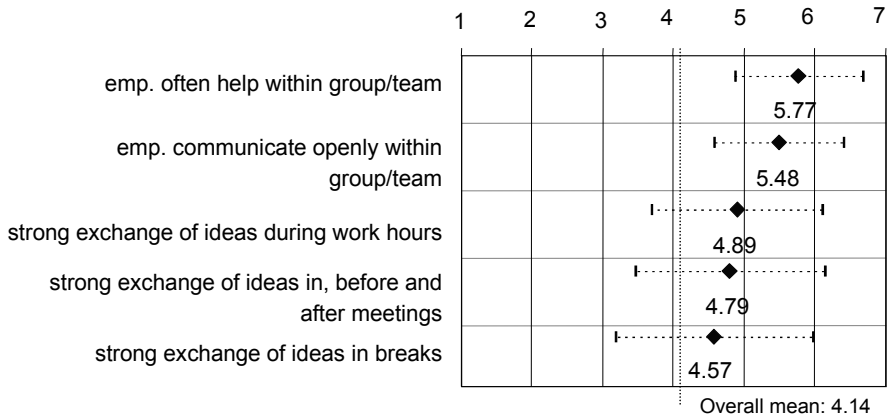 1 2 3 4 5 6 7
emp. often help within group/team
5.77
emp. communicate openly within
group/team
5.48
strong exchange of ideas during work hours
4.89
strong exchange of ideas in, before and
after meetings
4.79
strong exchange of ideas in breaks
4.57
Overall mean: 4.14